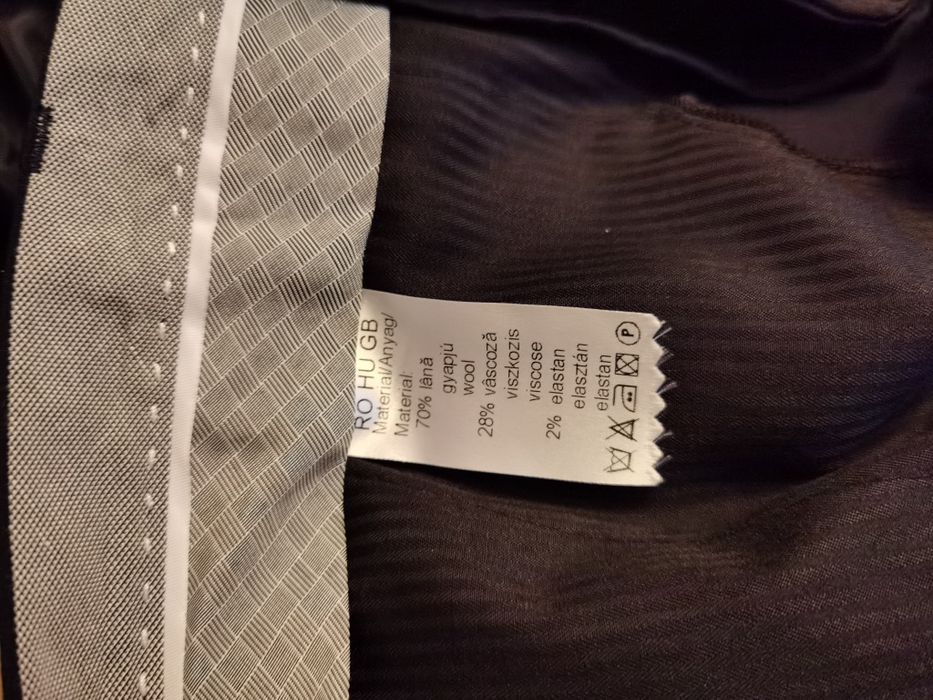 RO HU GB
Material/Anyag/
Material:
70% lână
gyapjú
wool
28% vâscoză
viszkozis
viscose
2% elastan
elasztán
elastan
P